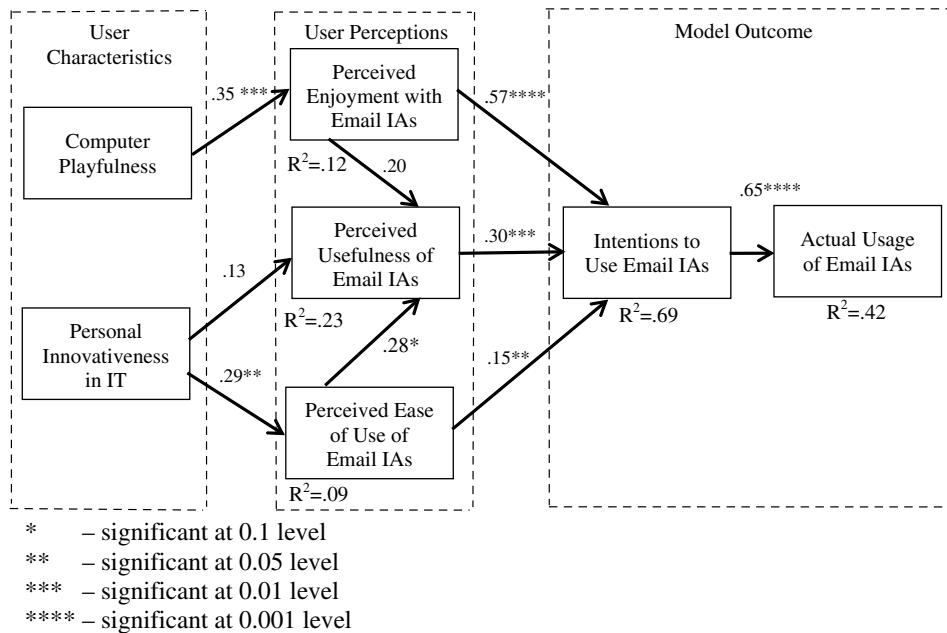 User
Characteristics
User Perceptions
Model Outcome
Computer
Playfulness
Personal
Innovativeness
in IT
.35 ***
.13
.29**
Perceived
Enjoyment with
Email IAs
R²=.12
.20
Perceived
Usefulness of
Email IAs
R²=.23
.28*
Perceived Ease
of Use of
Email IAs
R²=.09
.57****
.30***
.15**
Intentions to
Use Email IAs
R²=.69
.65****
Actual Usage
of Email IAs
R²=.42
* – significant at 0.1 level
** – significant at 0.05 level
*** – significant at 0.01 level
**** – significant at 0.001 level